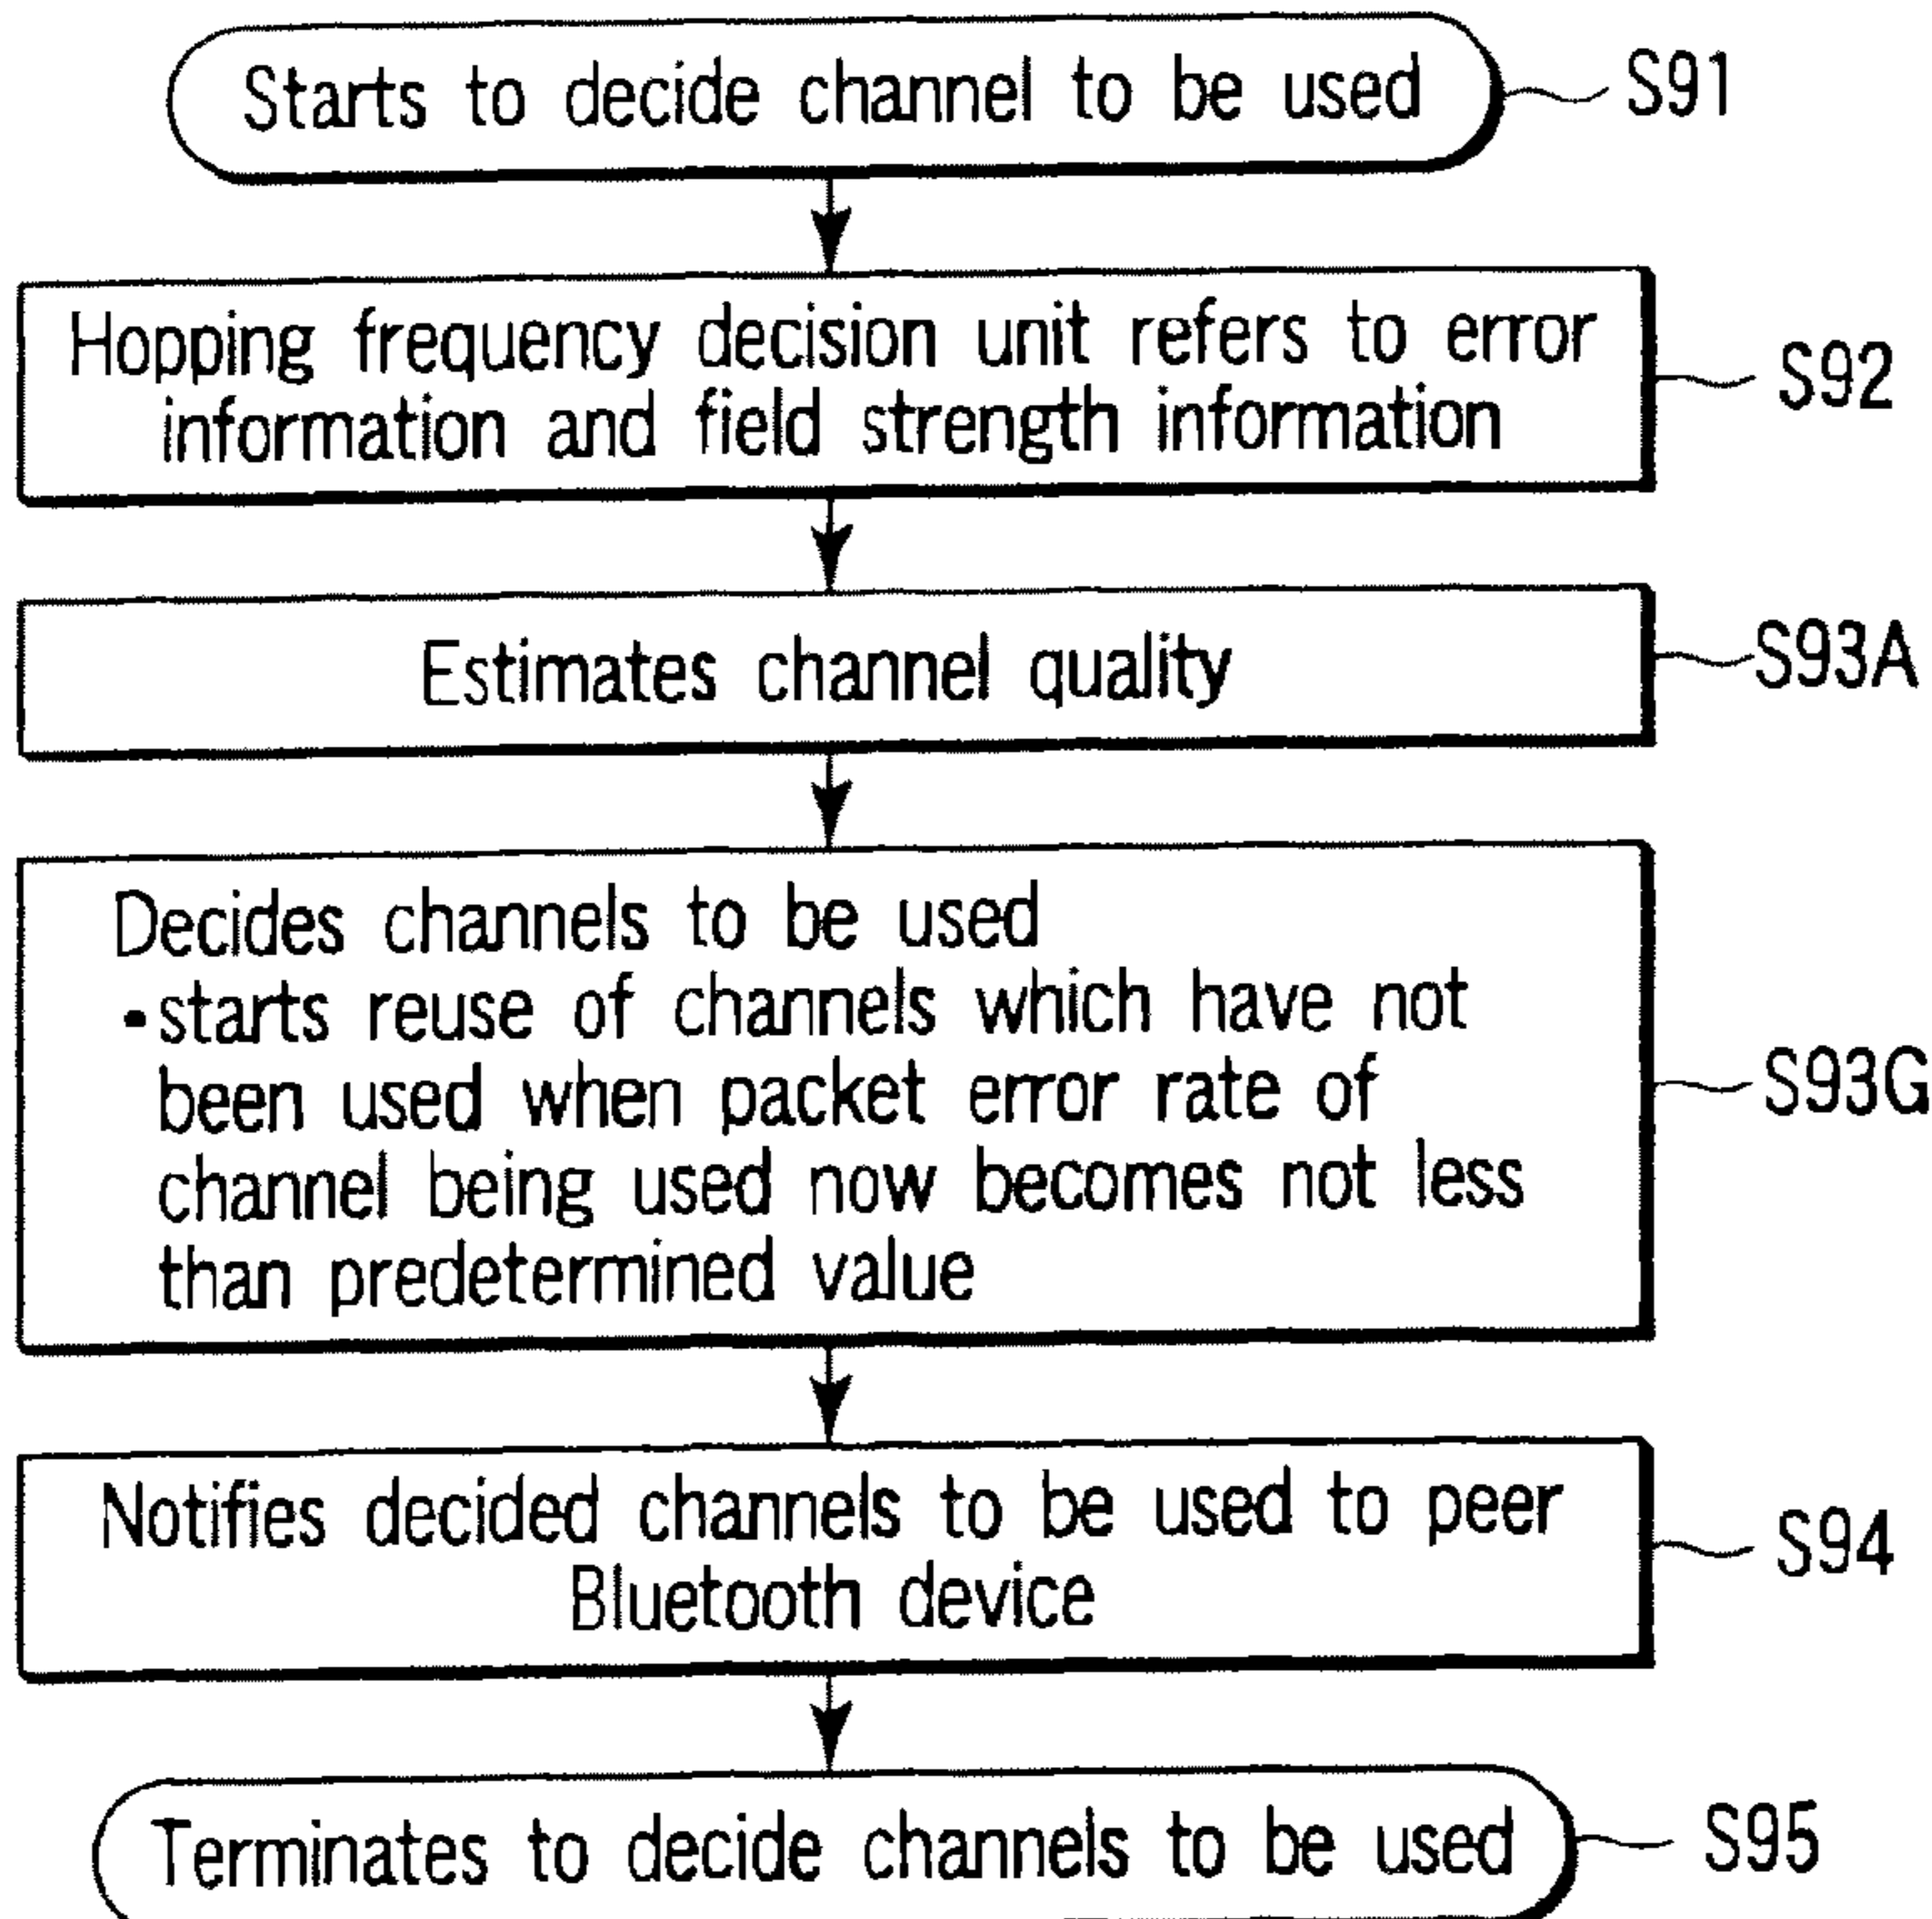 Starts to decide channel to be used
S91
Hopping frequency decision unit refers to error
information and field strength information
S92
Estimates channel quality
S93A
Decides channels to be used
•starts reuse of channels which have not
been used when packet error rate of
channel being used now becomes not less
than predetermined value
S93G
Notifies decided channels to be used to peer
Bluetooth device
S94
Terminates to decide channels to be used
S95